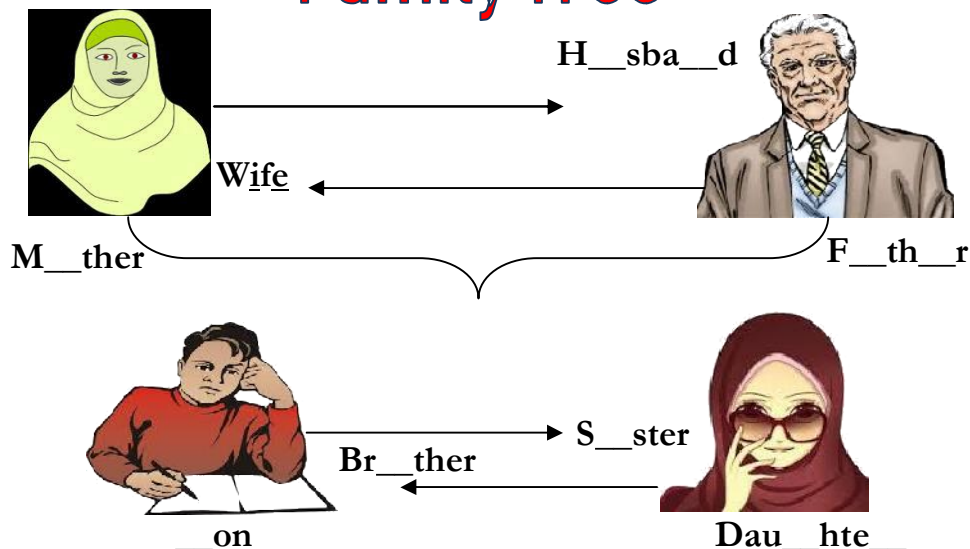 Family Tree
H__sba__d
Wife
M__ther
F__th__r
S__ster
Br__ther
__on
Dau__hte__